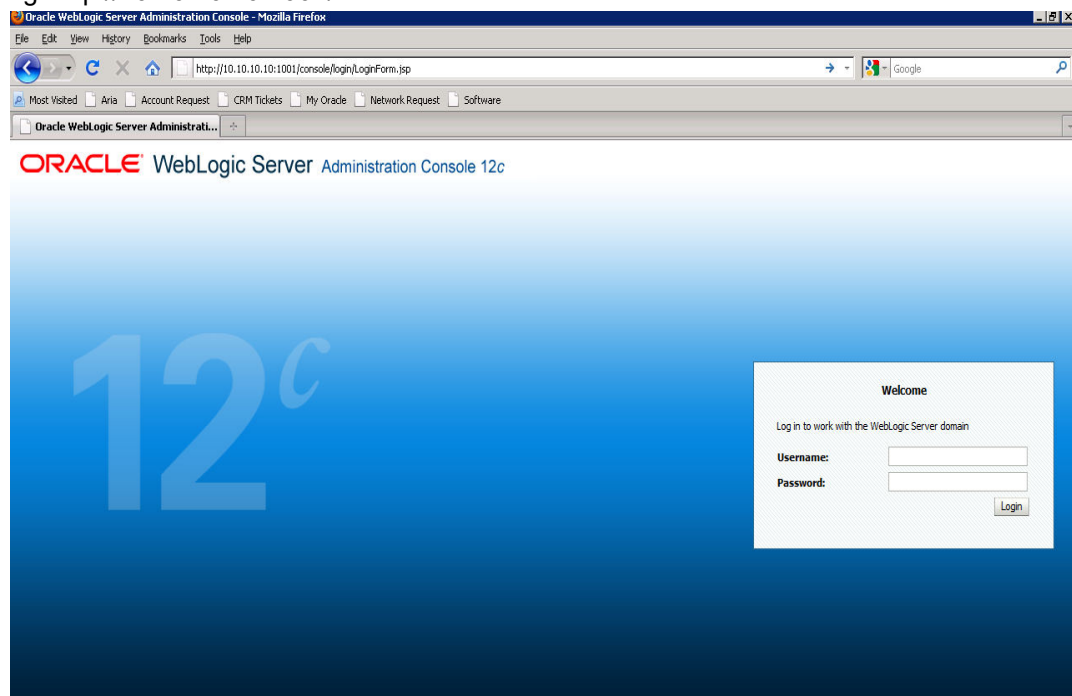 Oracle WebLogic Server Administration Console - Mozilla Firefox
File Edit View History Bookmarks Tools Help
http://10.10.10.10:1001/console/login/LoginForm.jsp
Google
Most Visited Aria Account Request CRM Tickets My Oracle Network Request Software
Oracle WebLogic Server Administrati...
ORACLE WebLogic Server Administration Console 12c
12c
Welcome
Log in to work with the WebLogic Server domain
Username:
Password:
Login